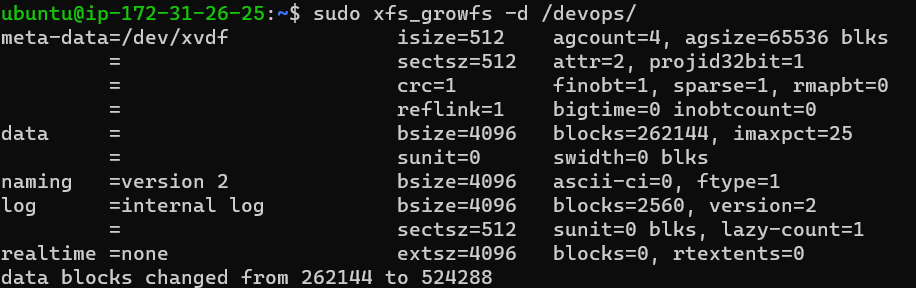 ubuntu@ip-172-31-26-25:~$ sudo xfs_growfs -d /devops/
meta-data=/dev/xvdf              isize=512    agcount=4, agsize=65536 blks
         =                       sectsz=512   attr=2, projid32bit=1
         =                       crc=1        finobt=1, sparse=1, rmapbt=0
         =                       reflink=1    bigtime=0 inobtcount=0
data     =                       bsize=4096   blocks=262144, imaxpct=25
         =                       sunit=0      swidth=0 blks
naming   =version 2              bsize=4096   ascii-ci=0, ftype=1
log      =internal log           bsize=4096   blocks=2560, version=2
         =                       sectsz=512   sunit=0 blks, lazy-count=1
realtime =none                   extsz=4096   blocks=0, rtextents=0
data blocks changed from 262144 to 524288